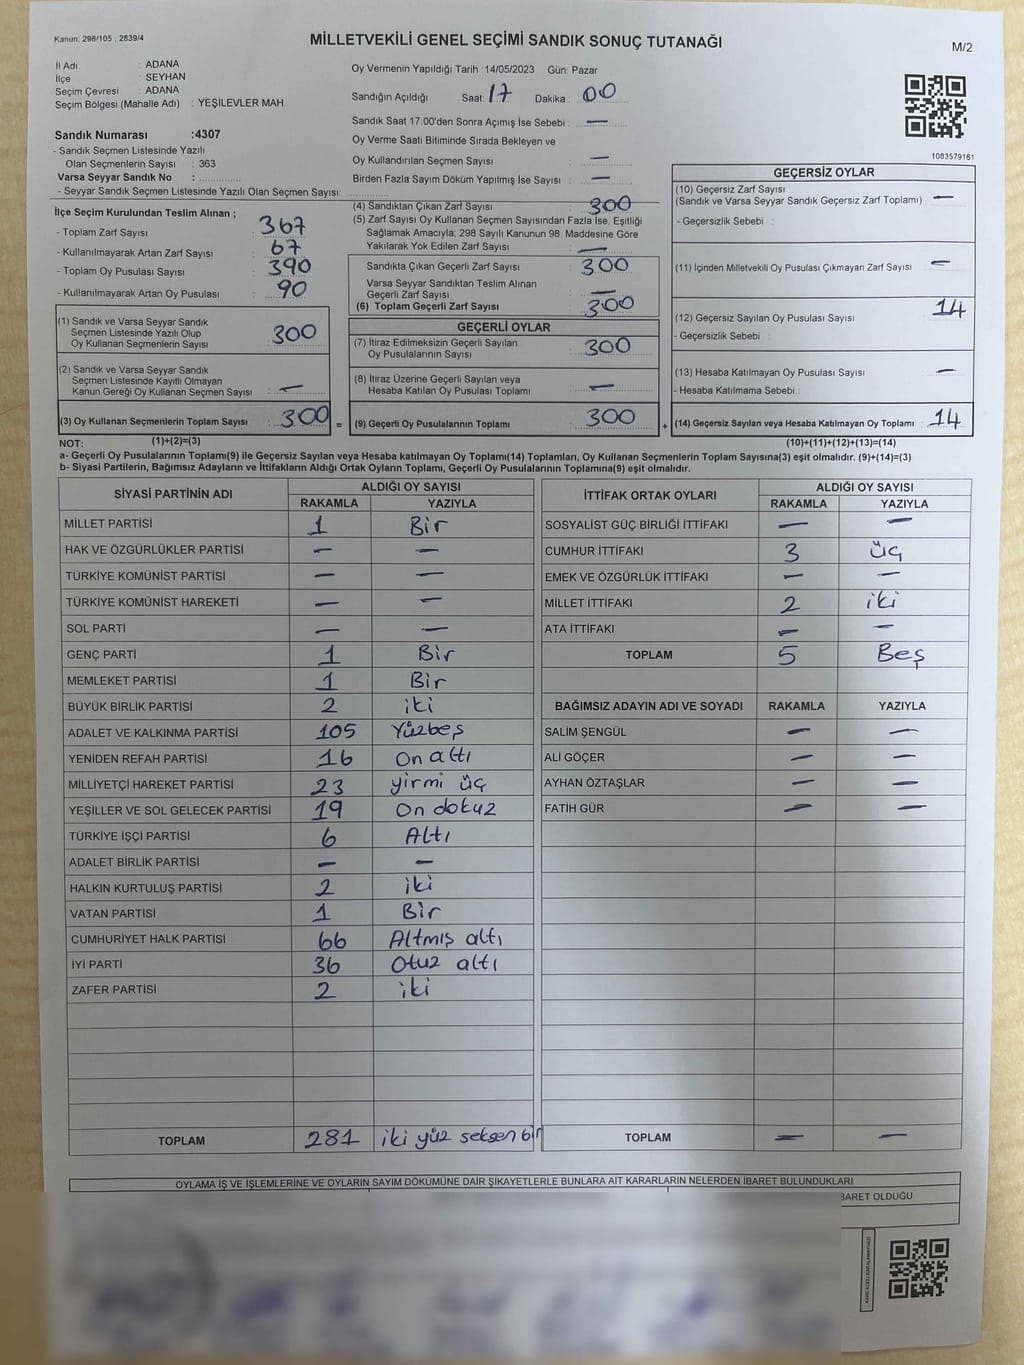 Kanun: 298/105 , 2839/4
MİLLETVEKİLİ GENEL SEÇİMİ SANDIK SONUÇ TUTANAĞI
M/2
İl Adı : ADANA
İlçe : SEYHAN
Seçim Çevresi : ADANA
Seçim Bölgesi (Mahalle Adı) : YEŞİLEVLER MAH.
Sandık Numarası :4307
- Sandık Seçmen Listesinde Yazılı
Olan Seçmenlerin Sayısı : 363
Varsa Seyyar Sandık No :
- Seyyar Sandık Seçmen Listesinde Yazılı Olan Seçmen Sayısı:
Oy Vermenin Yapıldığı Tarih :14/05/2023 Gün: Pazar
Sandığın Açıldığı Saat: 17 Dakika : 00
Sandık Saat 17:00'den Sonra Açımış İse Sebebi : —
Oy Verme Saati Bitiminde Sırada Bekleyen ve
Oy Kullandırılan Seçmen Sayısı : —
Birden Fazla Sayım Döküm Yapılmış İse Sayısı : —
1083579161
İlçe Seçim Kurulundan Teslim Alınan ;
- Toplam Zarf Sayısı : 367
- Kullanılmayarak Artan Zarf Sayısı : 67
- Toplam Oy Pusulası Sayısı : 390
- Kullanılmayarak Artan Oy Pusulası : 90
(1) Sandık ve Varsa Seyyar Sandık
Seçmen Listesinde Yazılı Olup
Oy Kullanan Seçmenlerin Sayısı : 300
(2) Sandık ve Varsa Seyyar Sandık
Seçmen Listesinde Kayıtlı Olmayan
Kanun Gereği Oy Kullanan Seçmen Sayısı : —
(3) Oy Kullanan Seçmenlerin Toplam Sayısı : 300 =
(4) Sandıktan Çıkan Zarf Sayısı : 300
(5) Zarf Sayısı Oy Kullanan Seçmen Sayısından Fazla İse, Eşitliği
Sağlamak Amacıyla; 298 Sayılı Kanunun 98. Maddesine Göre
Yakılarak Yok Edilen Zarf Sayısı : —
Sandıkta Çıkan Geçerli Zarf Sayısı : 300
Varsa Seyyar Sandıktan Teslim Alınan
Geçerli Zarf Sayısı : —
(6) Toplam Geçerli Zarf Sayısı : 300
GEÇERLİ OYLAR
(7) İtiraz Edilmeksizin Geçerli Sayılan
Oy Pusulalarının Sayısı : 300
(8) İtiraz Üzerine Geçerli Sayılan veya
Hesaba Katılan Oy Pusulası Toplamı : —
(9) Geçerli Oy Pusulalarının Toplamı : 300 +
GEÇERSİZ OYLAR
(10) Geçersiz Zarf Sayısı
(Sandık ve Varsa Seyyar Sandık Geçersiz Zarf Toplamı) : —
- Geçersizlik Sebebi :
(11) İçinden Milletvekili Oy Pusulası Çıkmayan Zarf Sayısı : —
(12) Geçersiz Sayılan Oy Pusulası Sayısı : 14
- Geçersizlik Sebebi :
(13) Hesaba Katılmayan Oy Pusulası Sayısı : —
- Hesaba Katılmama Sebebi :
(14) Geçersiz Sayılan veya Hesaba Katılmayan Oy Toplamı : 14
NOT: (1)+(2)=(3) (10)+(11)+(12)+(13)=(14)
a- Geçerli Oy Pusulalarının Toplamı(9) ile Geçersiz Sayılan veya Hesaba katılmayan Oy Toplamı(14) Toplamları, Oy Kullanan Seçmenlerin Toplam Sayısına(3) eşit olmalıdır. (9)+(14)=(3)
b- Siyasi Partilerin, Bağımsız Adayların ve İttifakların Aldığı Ortak Oyların Toplamı, Geçerli Oy Pusulalarının Toplamına(9) eşit olmalıdır.
SİYASİ PARTİNİN ADI ALDIĞI OY SAYISI
RAKAMLA YAZIYLA
MİLLET PARTİSİ 1 Bir
HAK VE ÖZGÜRLÜKLER PARTİSİ — —
TÜRKİYE KOMÜNİST PARTİSİ — —
TÜRKİYE KOMÜNİST HAREKETİ — —
SOL PARTİ — —
GENÇ PARTİ 1 Bir
MEMLEKET PARTİSİ 1 Bir
BÜYÜK BİRLİK PARTİSİ 2 iki
ADALET VE KALKINMA PARTİSİ 105 Yüzbeş
YENİDEN REFAH PARTİSİ 16 On altı
MİLLİYETÇİ HAREKET PARTİSİ 23 yirmi üç
YEŞİLLER VE SOL GELECEK PARTİSİ 19 On dokuz
TÜRKİYE İŞÇİ PARTİSİ 6 Altı
ADALET BİRLİK PARTİSİ — —
HALKIN KURTULUŞ PARTİSİ 2 iki
VATAN PARTİSİ 1 Bir
CUMHURİYET HALK PARTİSİ 66 Altmış altı
İYİ PARTİ 36 Otuz altı
ZAFER PARTİSİ 2 iki
TOPLAM 281 iki yüz seksen bir
İTTİFAK ORTAK OYLARI ALDIĞI OY SAYISI
RAKAMLA YAZIYLA
SOSYALİST GÜÇ BİRLİĞİ İTTİFAKI — —
CUMHUR İTTİFAKI 3 üç
EMEK VE ÖZGÜRLÜK İTTİFAKI — —
MİLLET İTTİFAKI 2 iki
ATA İTTİFAKI — —
TOPLAM 5 Beş
BAĞIMSIZ ADAYIN ADI VE SOYADI RAKAMLA YAZIYLA
SALİM ŞENGÜL — —
ALİ GÖÇER — —
AYHAN ÖZTAŞLAR — —
FATİH GÜR — —
TOPLAM — —
OYLAMA İŞ VE İŞLEMLERİNE VE OYLARIN SAYIM DÖKÜMÜNE DAİR ŞİKAYETLERLE BUNLARA AİT KARARLARIN NELERDEN İBARET BULUNDUKLARI
BARET OLDUĞU